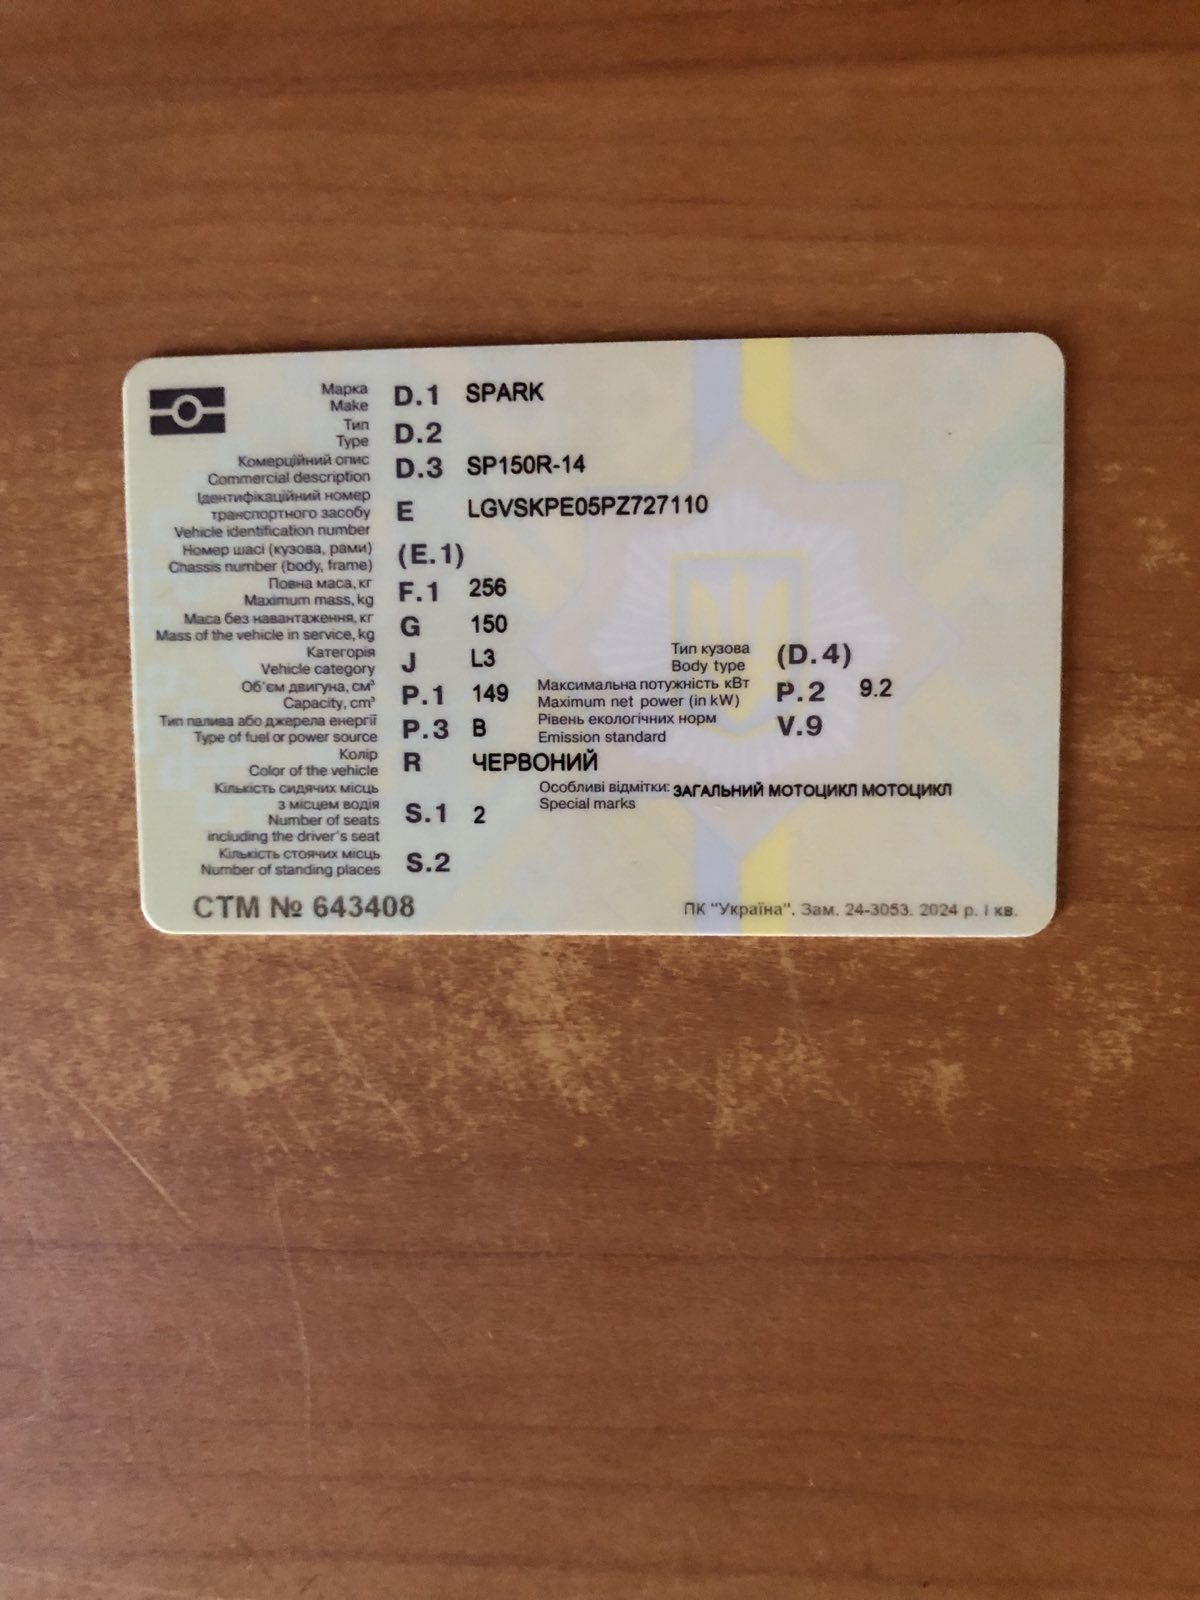 Марка
Make D.1 SPARK
Тип
Type D.2
Комерційний опис
Commercial description D.3 SP150R-14
Ідентифікаційний номер
транспортного засобу
Vehicle identification number E LGVSKPE05PZ727110
Номер шасі (кузова, рами)
Chassis number (body, frame) (E.1)
Повна маса, кг
Maximum mass, kg F.1 256
Маса без навантаження, кг
Mass of the vehicle in service, kg G 150
Категорія
Vehicle category J L3
Тип кузова
Body type (D.4)
Об'єм двигуна, см³
Capacity, cm³ P.1 149
Максимальна потужність кВт
Maximum net power (in kW) P.2 9.2
Тип палива або джерела енергії
Type of fuel or power source P.3 B
Рівень екологічних норм
Emission standard V.9
Колір
Color of the vehicle R ЧЕРВОНИЙ
Кількість сидячих місць
з місцем водія
Number of seats
including the driver's seat S.1 2
Особливі відмітки: ЗАГАЛЬНИЙ МОТОЦИКЛ МОТОЦИКЛ
Special marks
Кількість стоячих місць
Number of standing places S.2
СТМ № 643408
ПК "Україна". Зам. 24-3053. 2024 р. І кв.